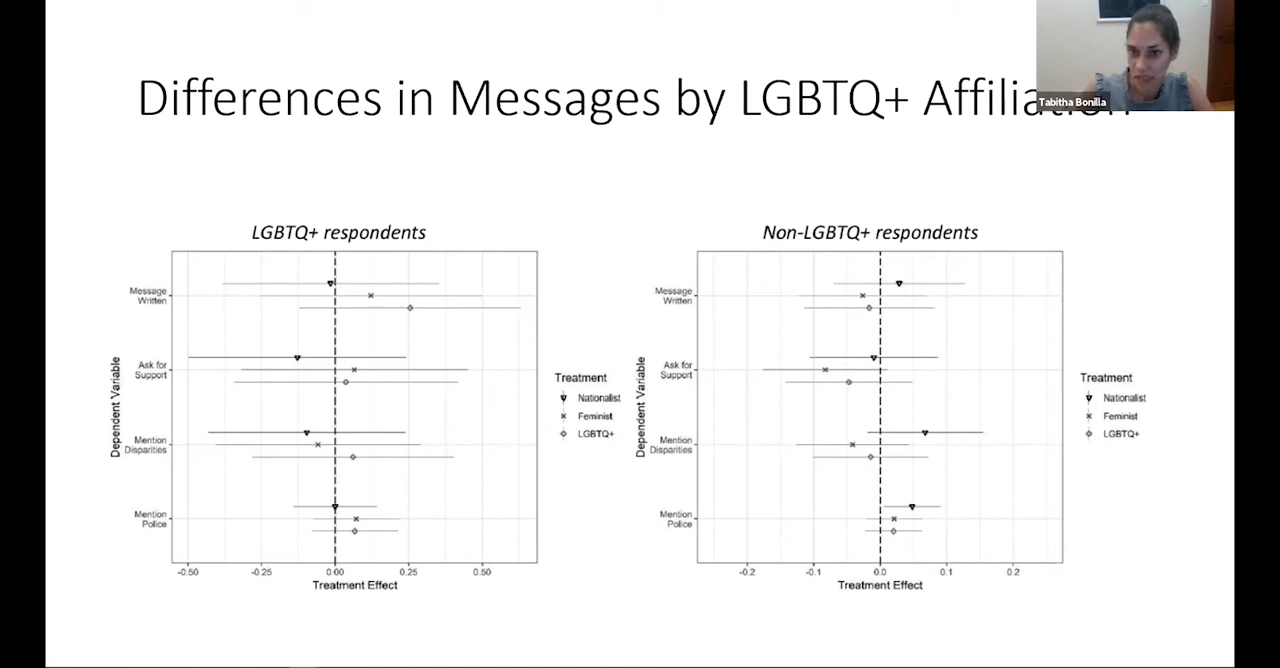 Differences in Messages by LGBTQ+ Affiliation
Tabitha Bonilla
LGBTQ+ respondents
Message
Written
Ask for
Support
Mention
Disparities
Mention
Police
Dependent Variable
-0.50 -0.25 0.00 0.25 0.50
Treatment Effect
Treatment
Nationalist
Feminist
LGBTQ+
Non-LGBTQ+ respondents
Message
Written
Ask for
Support
Mention
Disparities
Mention
Police
Dependent Variable
-0.2 -0.1 0.0 0.1 0.2
Treatment Effect
Treatment
Nationalist
Feminist
LGBTQ+